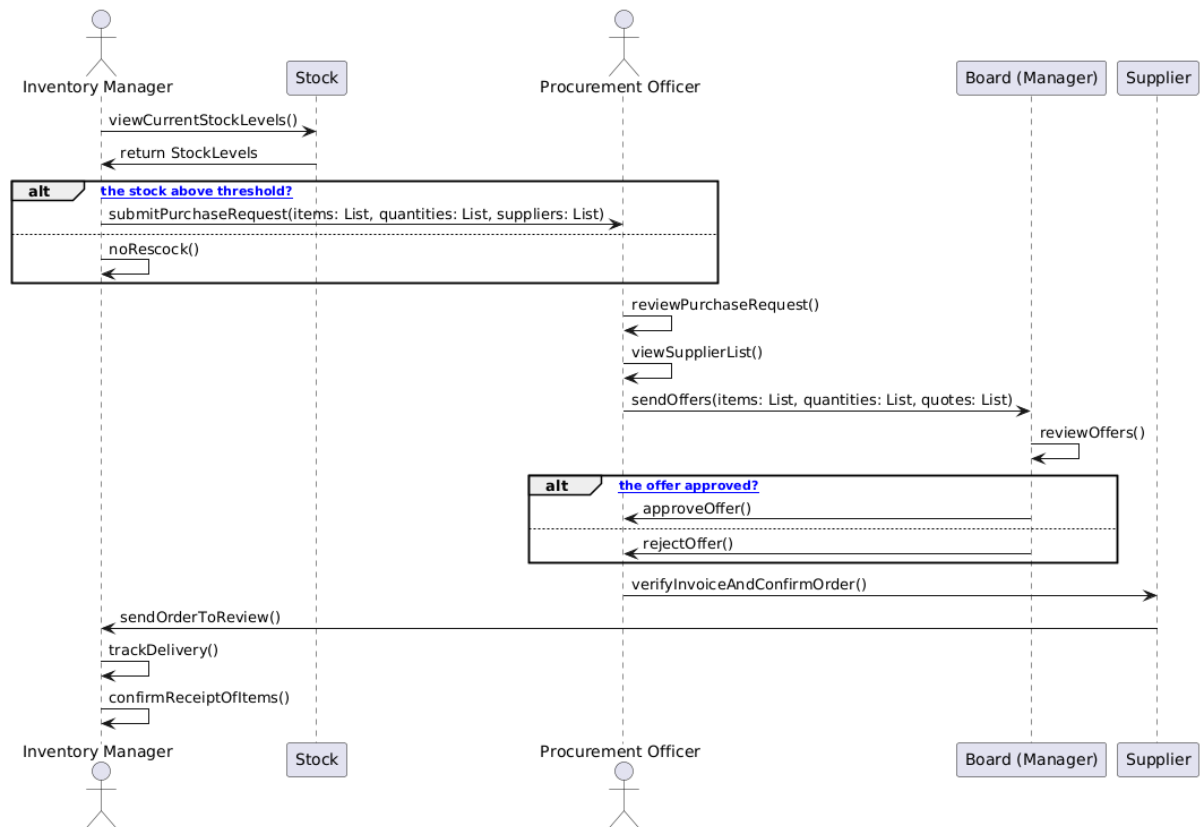 Inventory Manager
Stock
Procurement Officer
Board (Manager)
Supplier
viewCurrentStockLevels()
return StockLevels
alt
the stock above threshold?
submitPurchaseRequest(items: List, quantities: List, suppliers: List)
noRescock()
reviewPurchaseRequest()
viewSupplierList()
sendOffers(items: List, quantities: List, quotes: List)
reviewOffers()
alt
the offer approved?
approveOffer()
rejectOffer()
verifyInvoiceAndConfirmOrder()
sendOrderToReview()
trackDelivery()
confirmReceiptOfItems()
Inventory Manager
Stock
Procurement Officer
Board (Manager)
Supplier